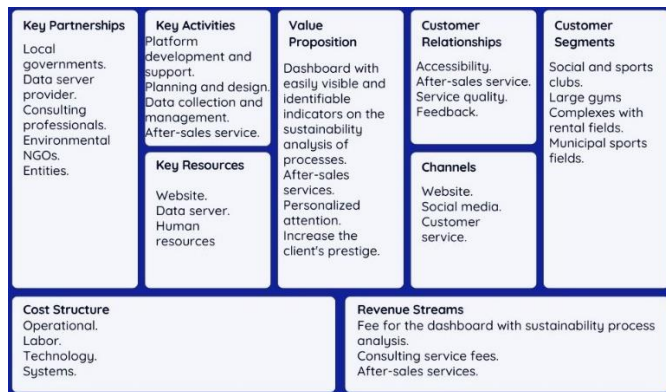 Key Partnerships
Local
governments.
Data server
provider.
Consulting
professionals.
Environmental
NGOs.
Entities.
Key Activities
Platform
development and
support.
Planning and design.
Data collection and
management.
After-sales service.
Key Resources
Website.
Data server.
Human
resources
Value
Proposition
Dashboard with
easily visible and
identifiable
indicators on the
sustainability
analysis of
processes.
After-sales
services.
Personalized
attention.
Increase the
client's prestige.
Customer
Relationships
Accessibility.
After-sales service.
Service quality.
Feedback.
Channels
Website.
Social media.
Customer
service.
Customer
Segments
Social and sports
clubs.
Large gyms
Complexes with
rental fields.
Municipal sports
fields.
Cost Structure
Operational.
Labor.
Technology.
Systems.
Revenue Streams
Fee for the dashboard with sustainability process
analysis.
Consulting service fees.
After-sales services.